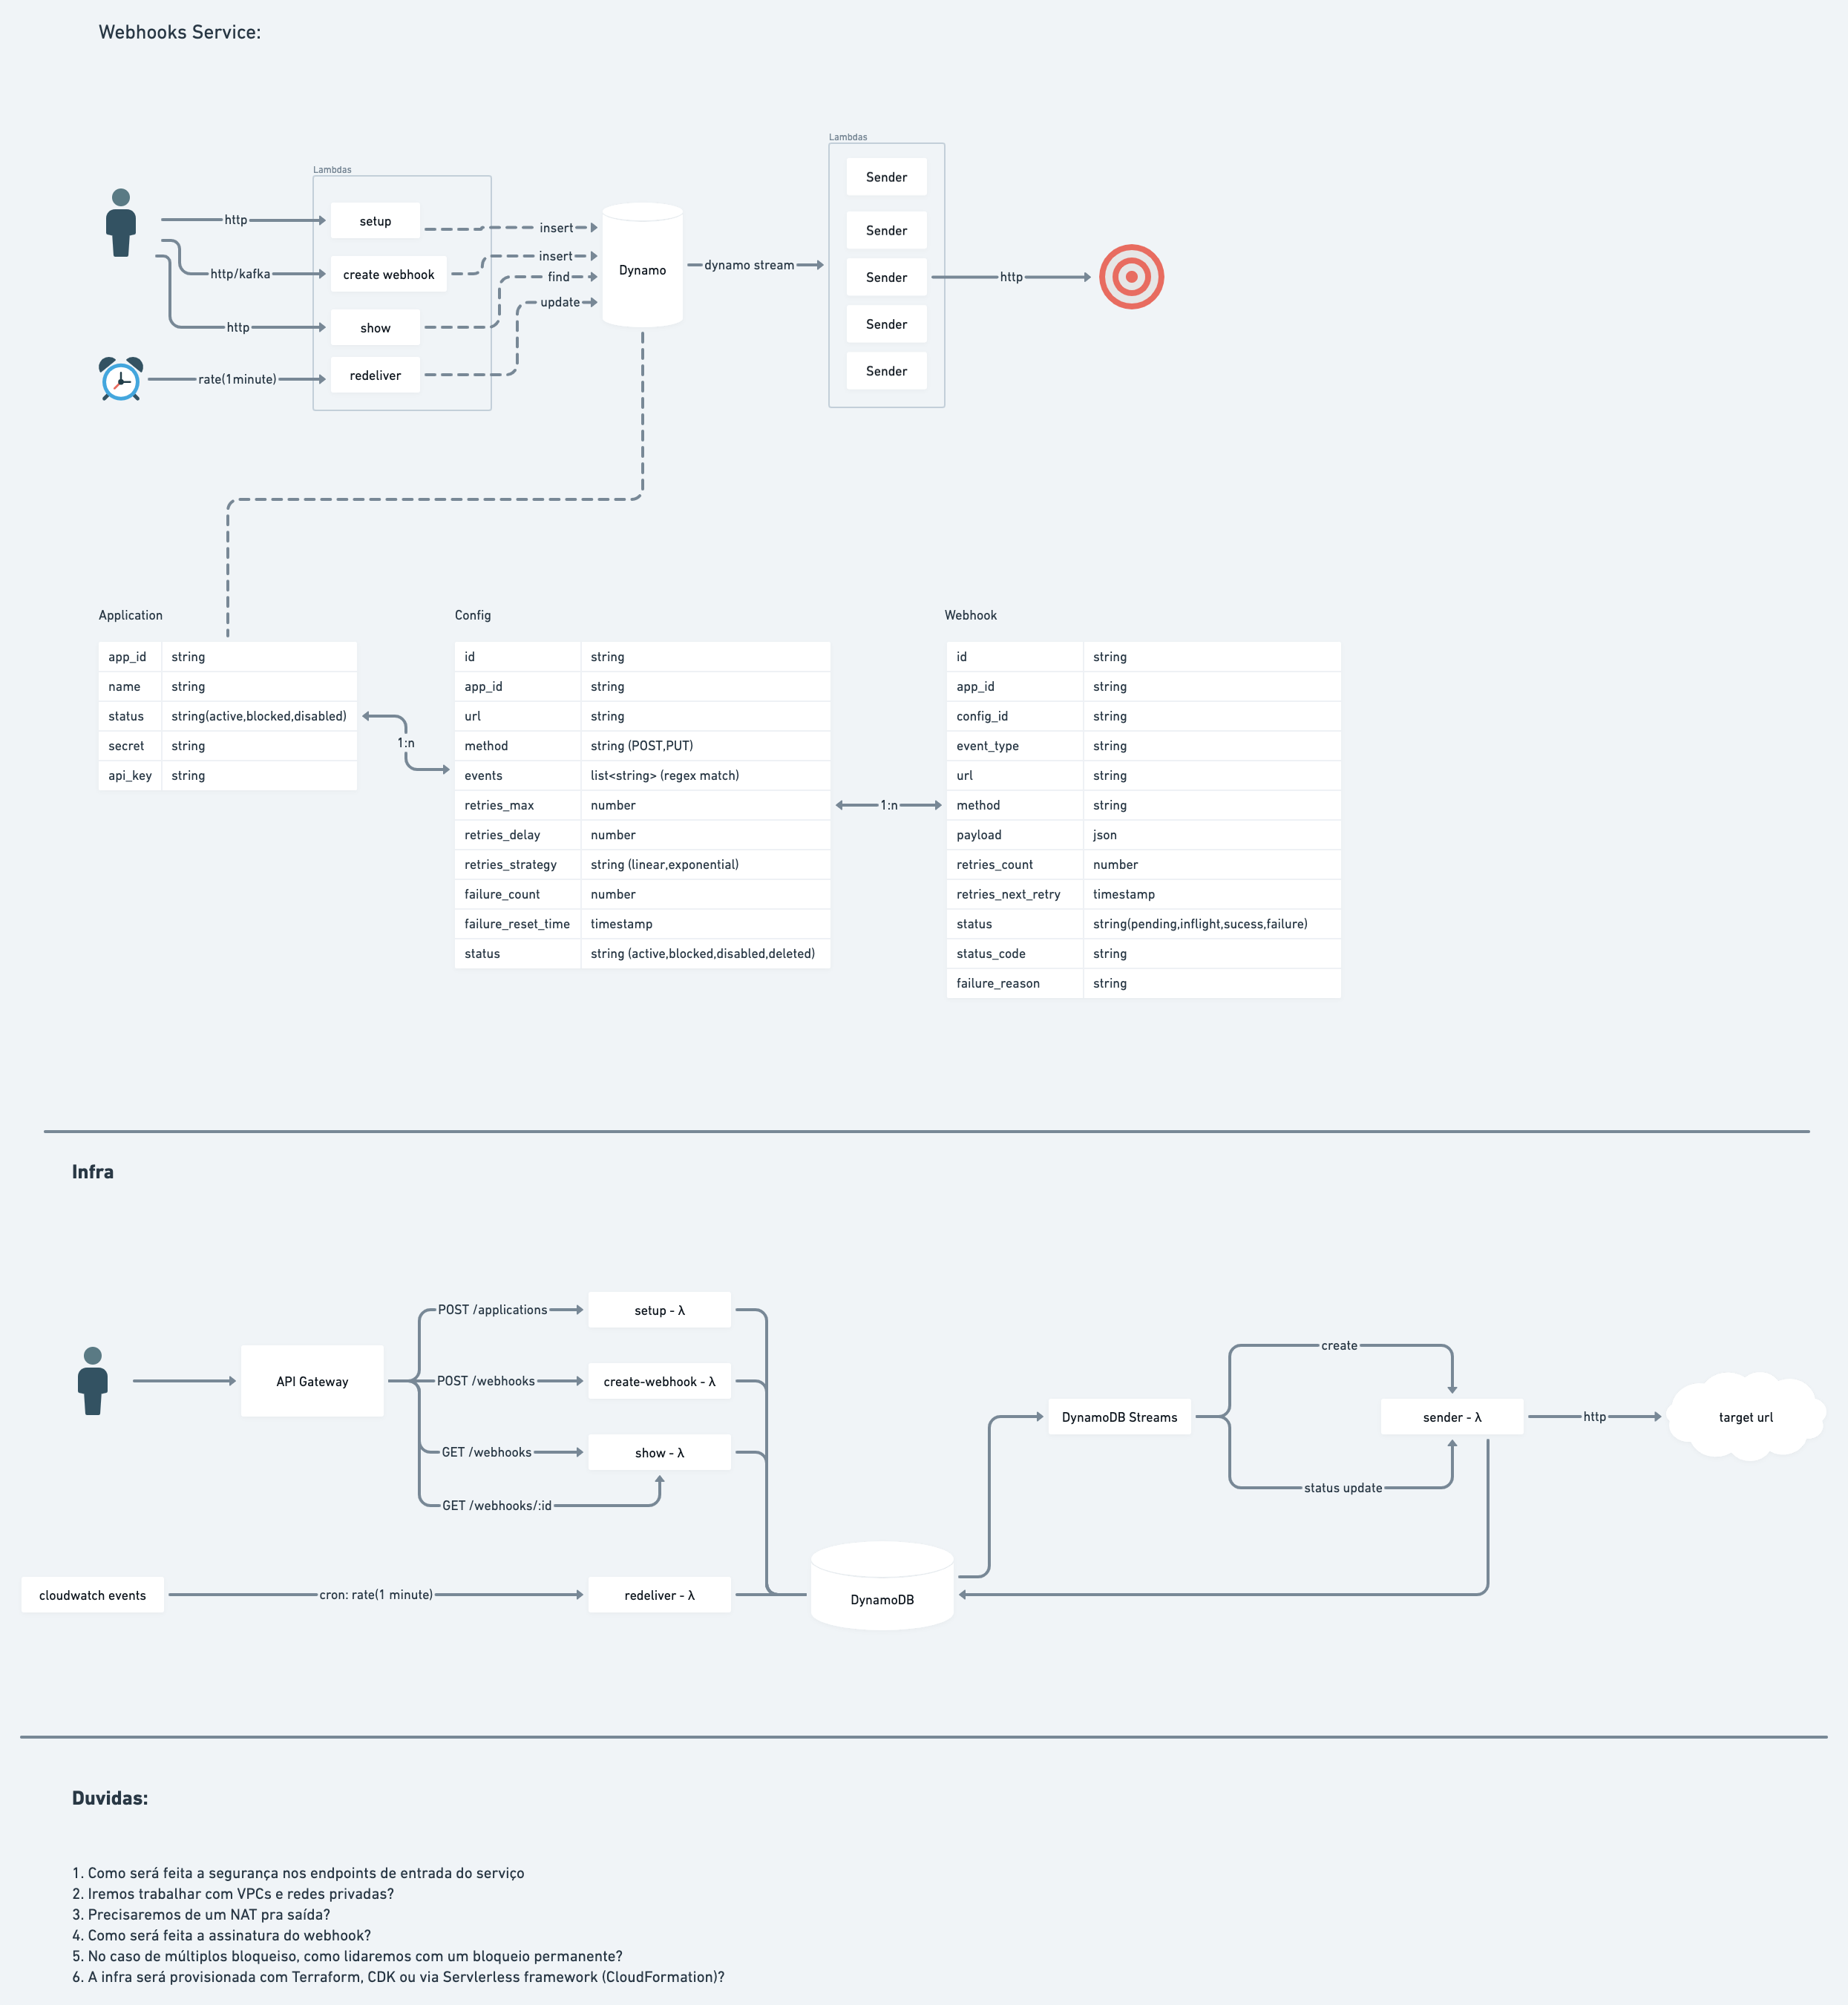 Webhooks Service:
Lambdas
Lambdas
http
setup
insert
http/kafka
create webhook
insert
find
http
show
update
rate(1minute)
redeliver
Dynamo
dynamo stream
Sender
Sender
Sender
Sender
Sender
http
Application
app_id string
name string
status string(active,blocked,disabled)
secret string
api_key string
1:n
Config
id string
app_id string
url string
method string (POST,PUT)
events list<string> (regex match)
retries_max number
retries_delay number
retries_strategy string (linear,exponential)
failure_count number
failure_reset_time timestamp
status string (active,blocked,disabled,deleted)
1:n
Webhook
id string
app_id string
config_id string
event_type string
url string
method string
payload json
retries_count number
retries_next_retry timestamp
status string(pending,inflight,sucess,failure)
status_code string
failure_reason string
Infra
API Gateway
POST /applications
setup - λ
POST /webhooks
create-webhook - λ
GET /webhooks
show - λ
GET /webhooks/:id
cloudwatch events
cron: rate(1 minute)
redeliver - λ
DynamoDB
DynamoDB Streams
create
status update
sender - λ
http
target url
Duvidas:
1. Como será feita a segurança nos endpoints de entrada do serviço
2. Iremos trabalhar com VPCs e redes privadas?
3. Precisaremos de um NAT pra saída?
4. Como será feita a assinatura do webhook?
5. No caso de múltiplos bloqueiso, como lidaremos com um bloqueio permanente?
6. A infra será provisionada com Terraform, CDK ou via Servlerless framework (CloudFormation)?